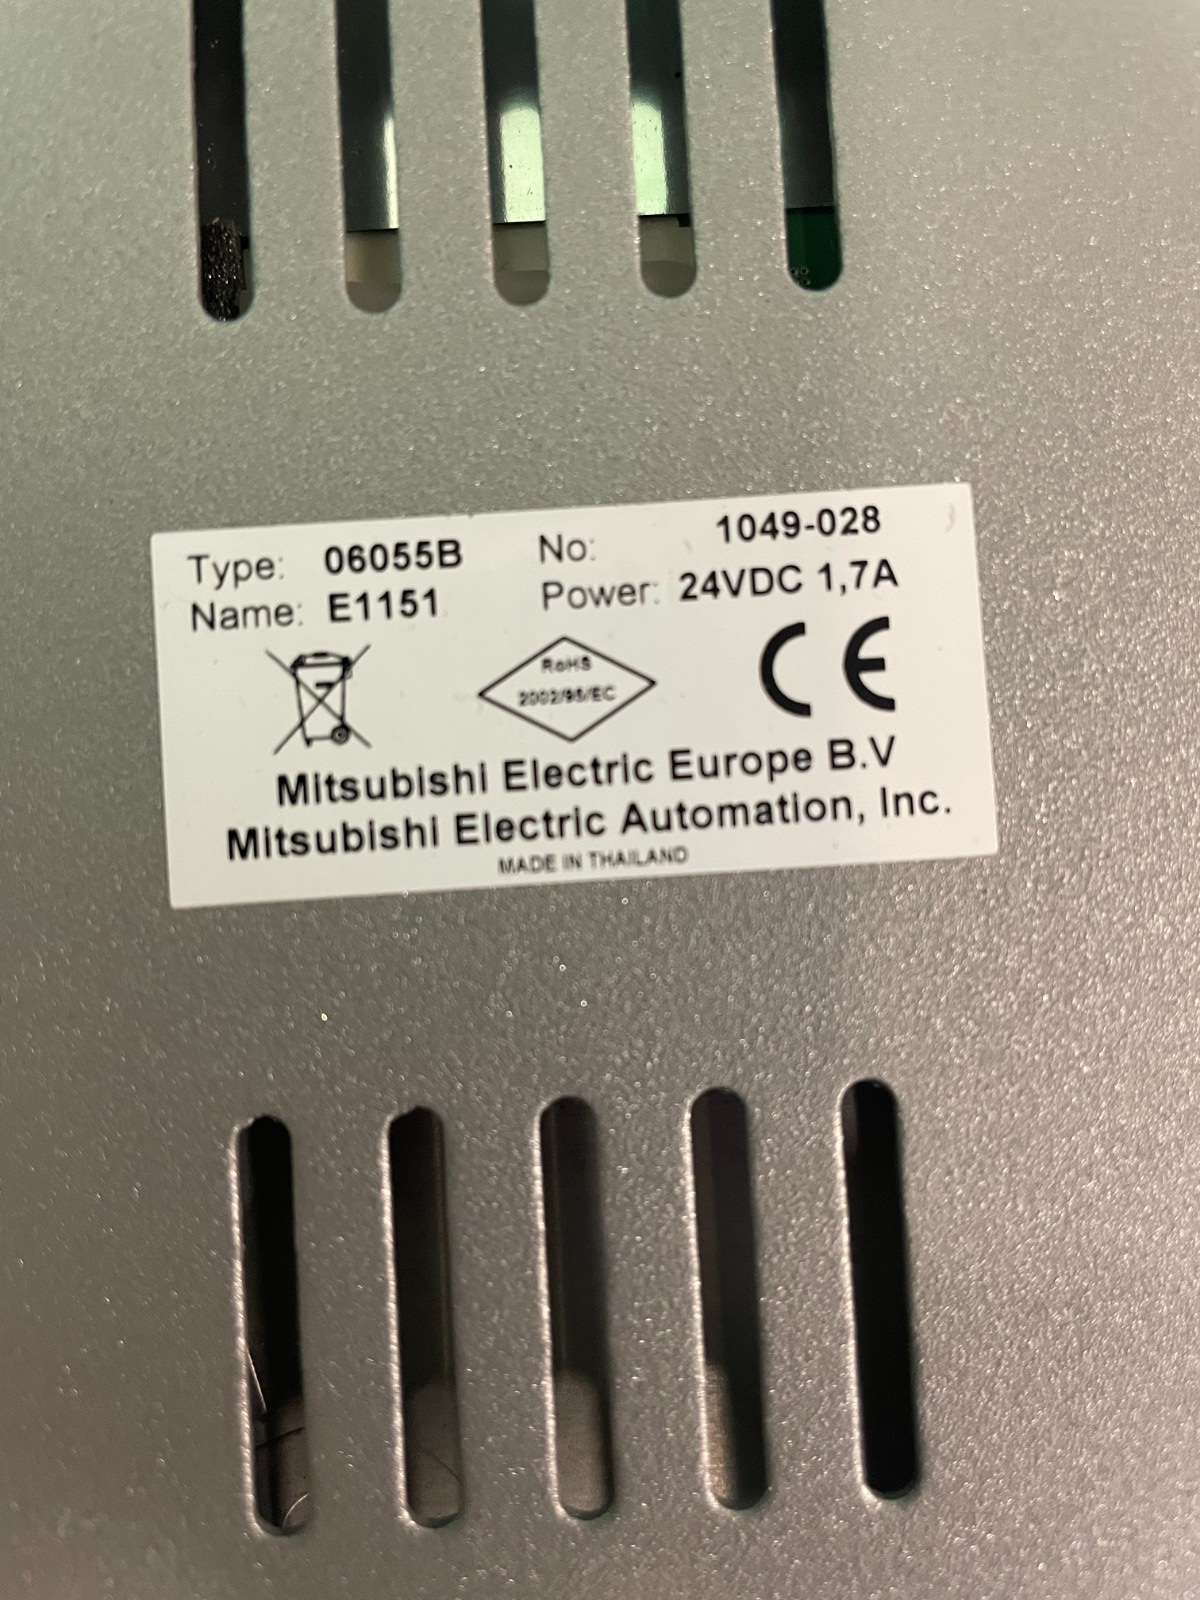 Type: 06055B No: 1049-028
Name: E1151 Power: 24VDC 1,7A
RoHS
2002/95/EC
CE
Mitsubishi Electric Europe B.V
Mitsubishi Electric Automation, Inc.
MADE IN THAILAND